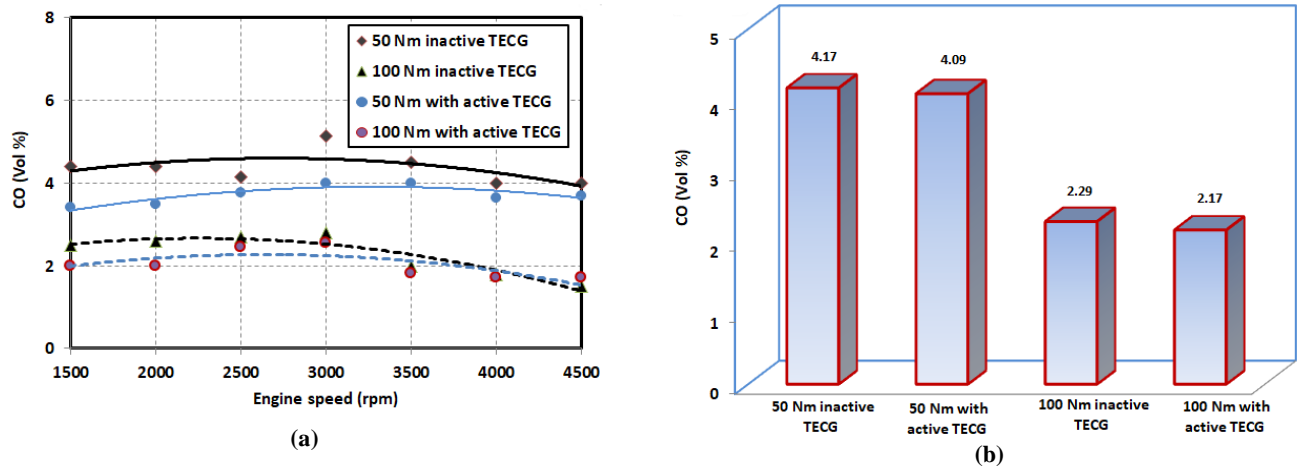 8
6
4
2
0
CO (Vol %)
50 Nm inactive TECG
100 Nm inactive TECG
50 Nm with active TECG
100 Nm with active TECG
1500 2000 2500 3000 3500 4000 4500
Engine speed (rpm)
(a)
5
4
3
2
1
0
CO (Vol %)
4.17
4.09
2.29
2.17
50 Nm inactive
TECG
50 Nm with
active TECG
100 Nm inactive
TECG
100 Nm with
active TECG
(b)